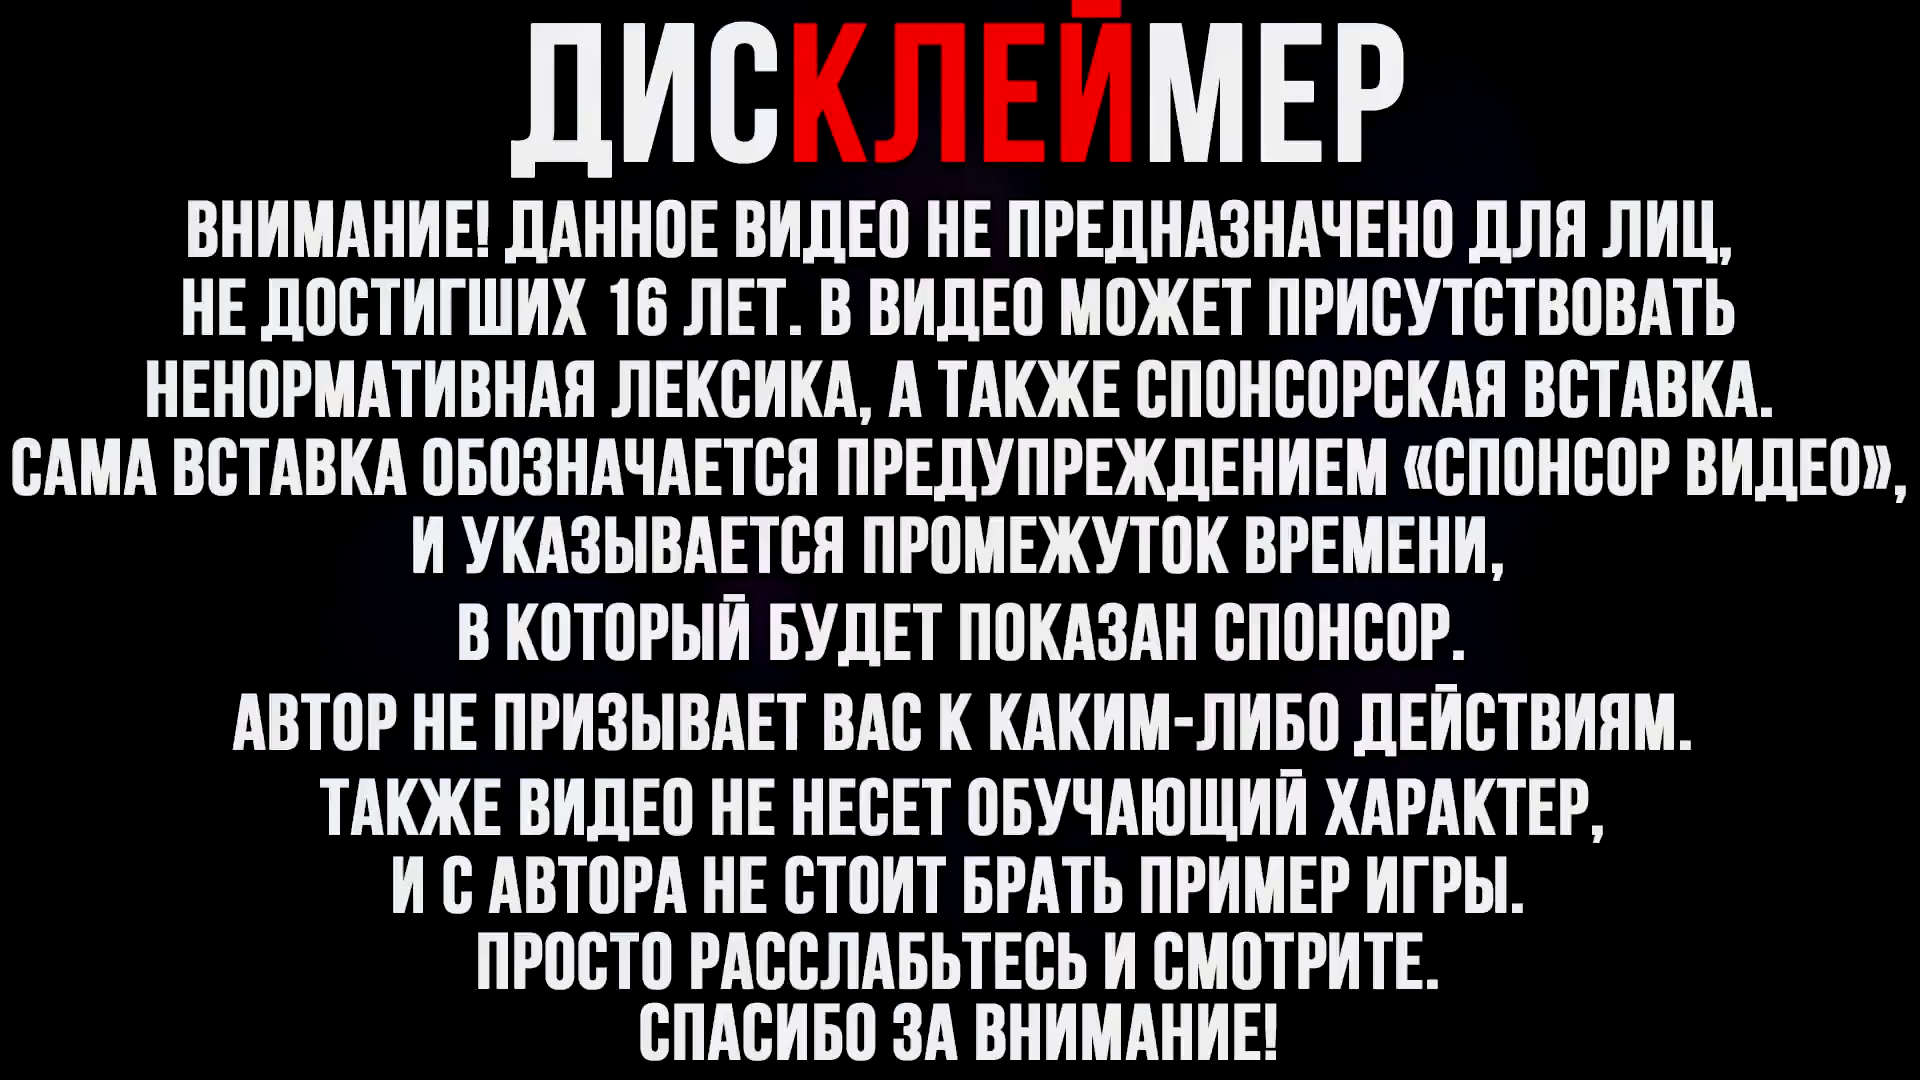 ДИСКЛЕЙМЕР
ВНИМАНИЕ! ДАННОЕ ВИДЕО НЕ ПРЕДНАЗНАЧЕНО ДЛЯ ЛИЦ,
НЕ ДОСТИГШИХ 16 ЛЕТ. В ВИДЕО МОЖЕТ ПРИСУТСТВОВАТЬ
НЕНОРМАТИВНАЯ ЛЕКСИКА, А ТАКЖЕ СПОНСОРСКАЯ ВСТАВКА.
САМА ВСТАВКА ОБОЗНАЧАЕТСЯ ПРЕДУПРЕЖДЕНИЕМ «СПОНСОР ВИДЕО»,
И УКАЗЫВАЕТСЯ ПРОМЕЖУТОК ВРЕМЕНИ,
В КОТОРЫЙ БУДЕТ ПОКАЗАН СПОНСОР.
АВТОР НЕ ПРИЗЫВАЕТ ВАС К КАКИМ-ЛИБО ДЕЙСТВИЯМ.
ТАКЖЕ ВИДЕО НЕ НЕСЕТ ОБУЧАЮЩИЙ ХАРАКТЕР,
И С АВТОРА НЕ СТОИТ БРАТЬ ПРИМЕР ИГРЫ.
ПРОСТО РАССЛАБЬТЕСЬ И СМОТРИТЕ.
СПАСИБО ЗА ВНИМАНИЕ!